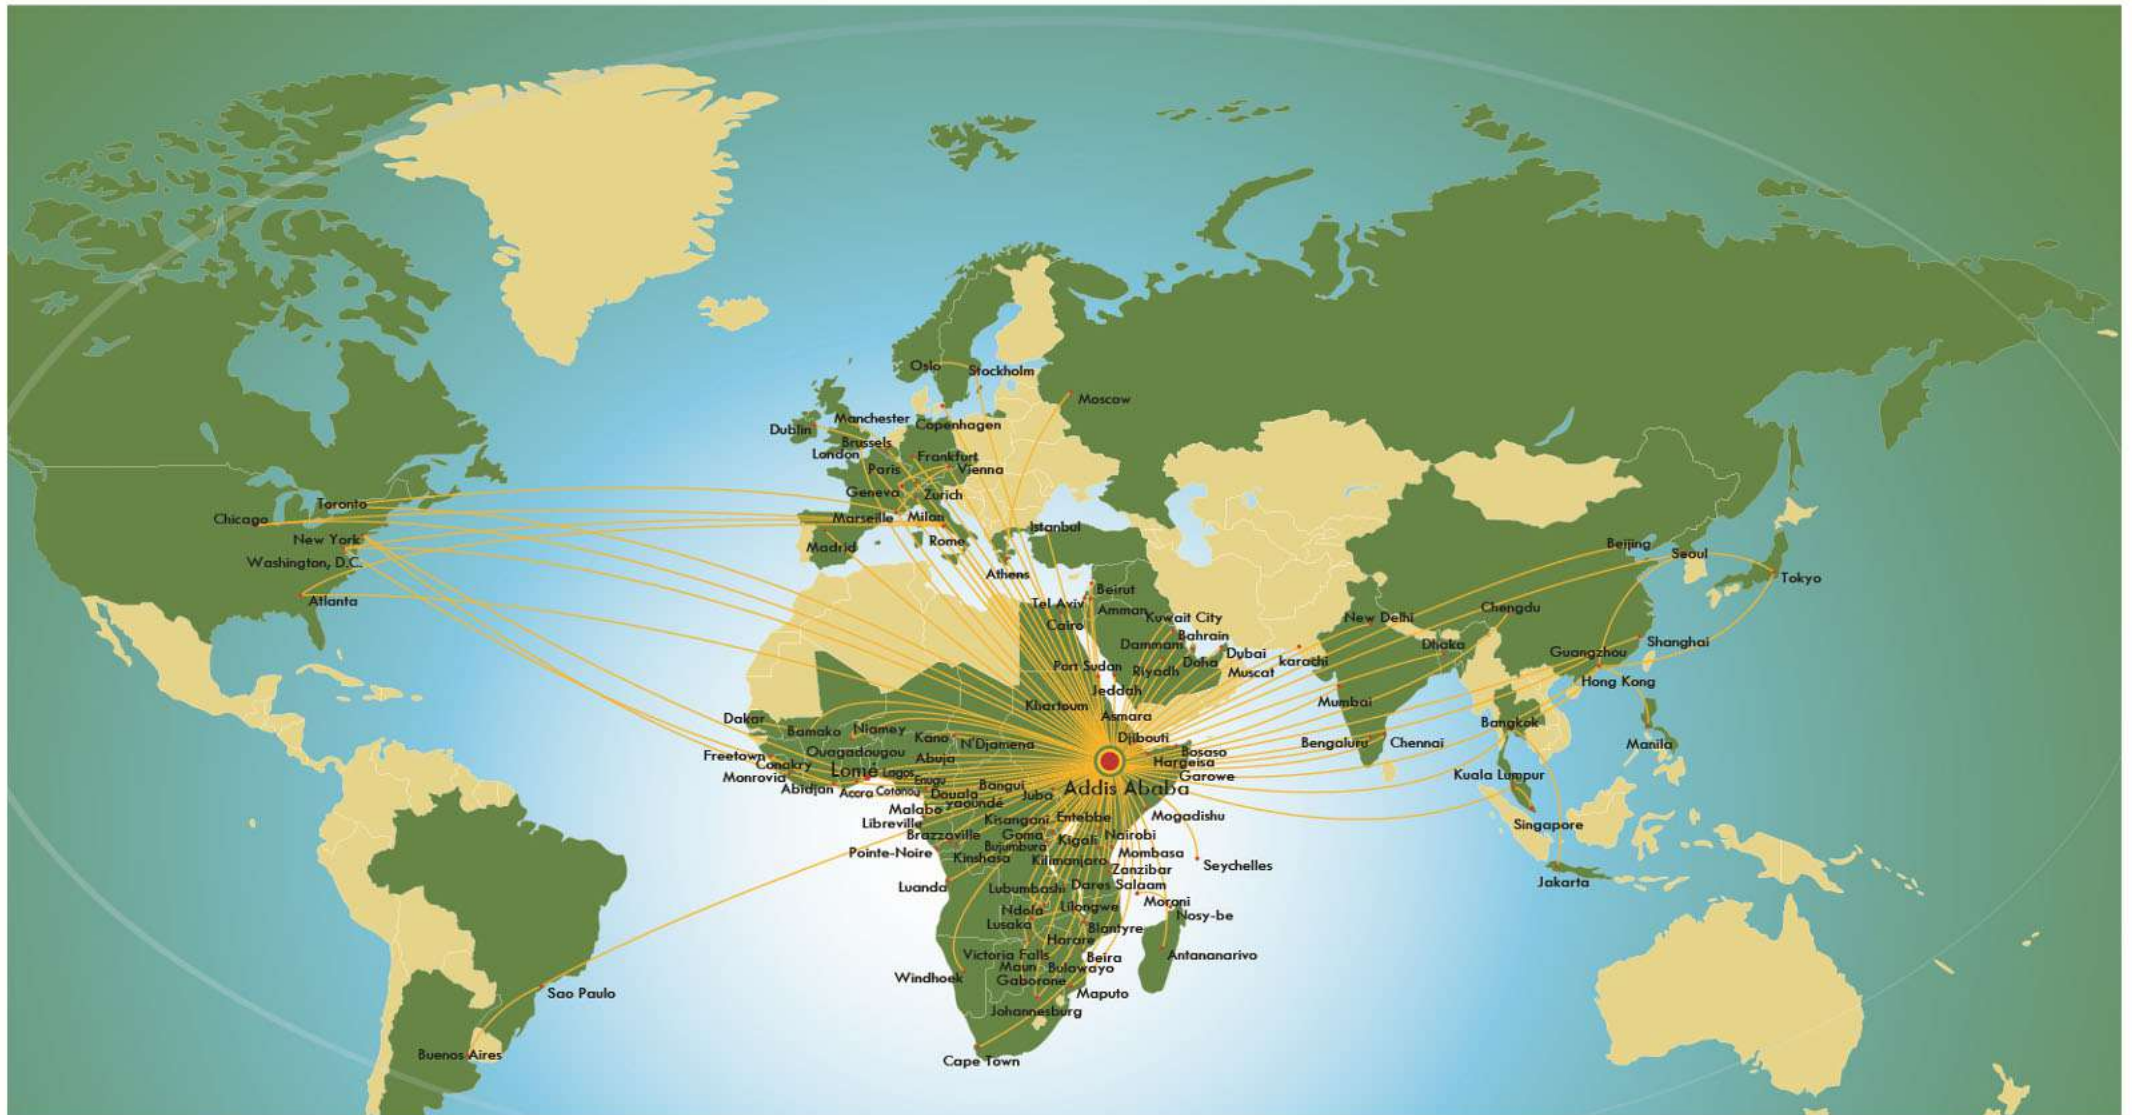 Oslo
Stockholm
Moscow
Manchester
Copenhagen
Dublin
Brussels
London
Frankfurt
Paris
Vienna
Geneva
Zurich
Toronto
Chicago
Marseille
Milan
Istanbul
New York
Rome
Madrid
Washington, D.C.
Athens
Beijing
Seoul
Tokyo
Atlanta
Beirut
Tel Aviv
Amman
Cairo
Kuwait City
New Delhi
Chengdu
Bahrain
Dammam
Dubai
Doha
karachi
Dhaka
Guangzhou
Shanghai
Port Sudan
Riyadh
Muscat
Hong Kong
Jeddah
Khartoum
Mumbai
Dakar
Asmara
Bangkok
Bamako
Niamey
Kano
N'Djamena
Djibouti
Bengaluru
Chennai
Manila
Freetown
Ouagadougou
Abuja
Bosaso
Conakry
Hargeisa
Monrovia
Lomé
Lagos
Enugu
Garowe
Kuala Lumpur
Abidjan
Accra
Cotonou
Douala
Bangui
Juba
Addis Ababa
Malabo
Yaoundé
Libreville
Kisangani
Entebbe
Mogadishu
Singapore
Brazzaville
Goma
Nairobi
Pointe-Noire
Kinshasa
Bujumbura
Kigali
Mombasa
Kilimanjaro
Zanzibar
Seychelles
Luanda
Lubumbashi
Dares Salaam
Jakarta
Ndola
Lilongwe
Moroni
Nosy-be
Lusaka
Blantyre
Harare
Victoria Falls
Beira
Antananarivo
Windhoek
Maun
Bulawayo
Gaborone
Maputo
Sao Paulo
Johannesburg
Buenos Aires
Cape Town